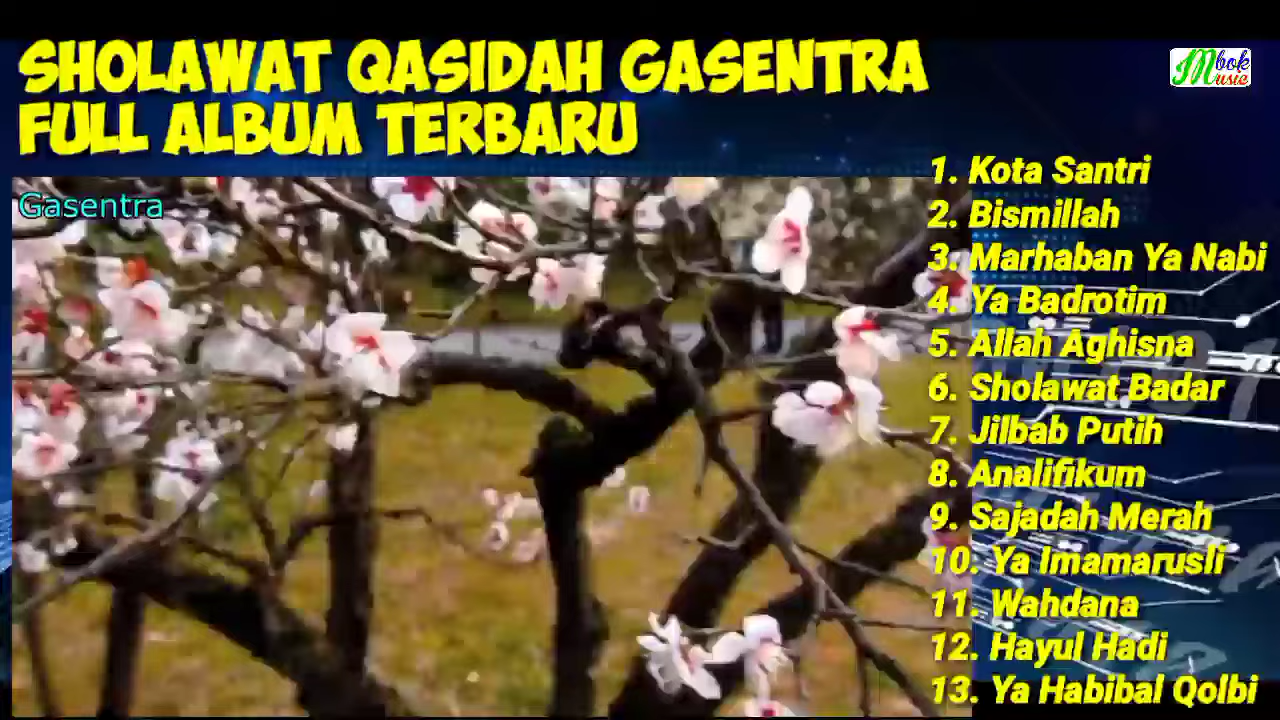 SHOLAWAT QASIDAH GASENTRA
FULL ALBUM TERBARU
Mbok
Music
Gasentra
1. Kota Santri
2. Bismillah
3. Marhaban Ya Nabi
4. Ya Badrotim
5. Allah Aghisna
6. Sholawat Badar
7. Jilbab Putih
8. Analifikum
9. Sajadah Merah
10. Ya Imamarusli
11. Wahdana
12. Hayul Hadi
13. Ya Habibal Qolbi